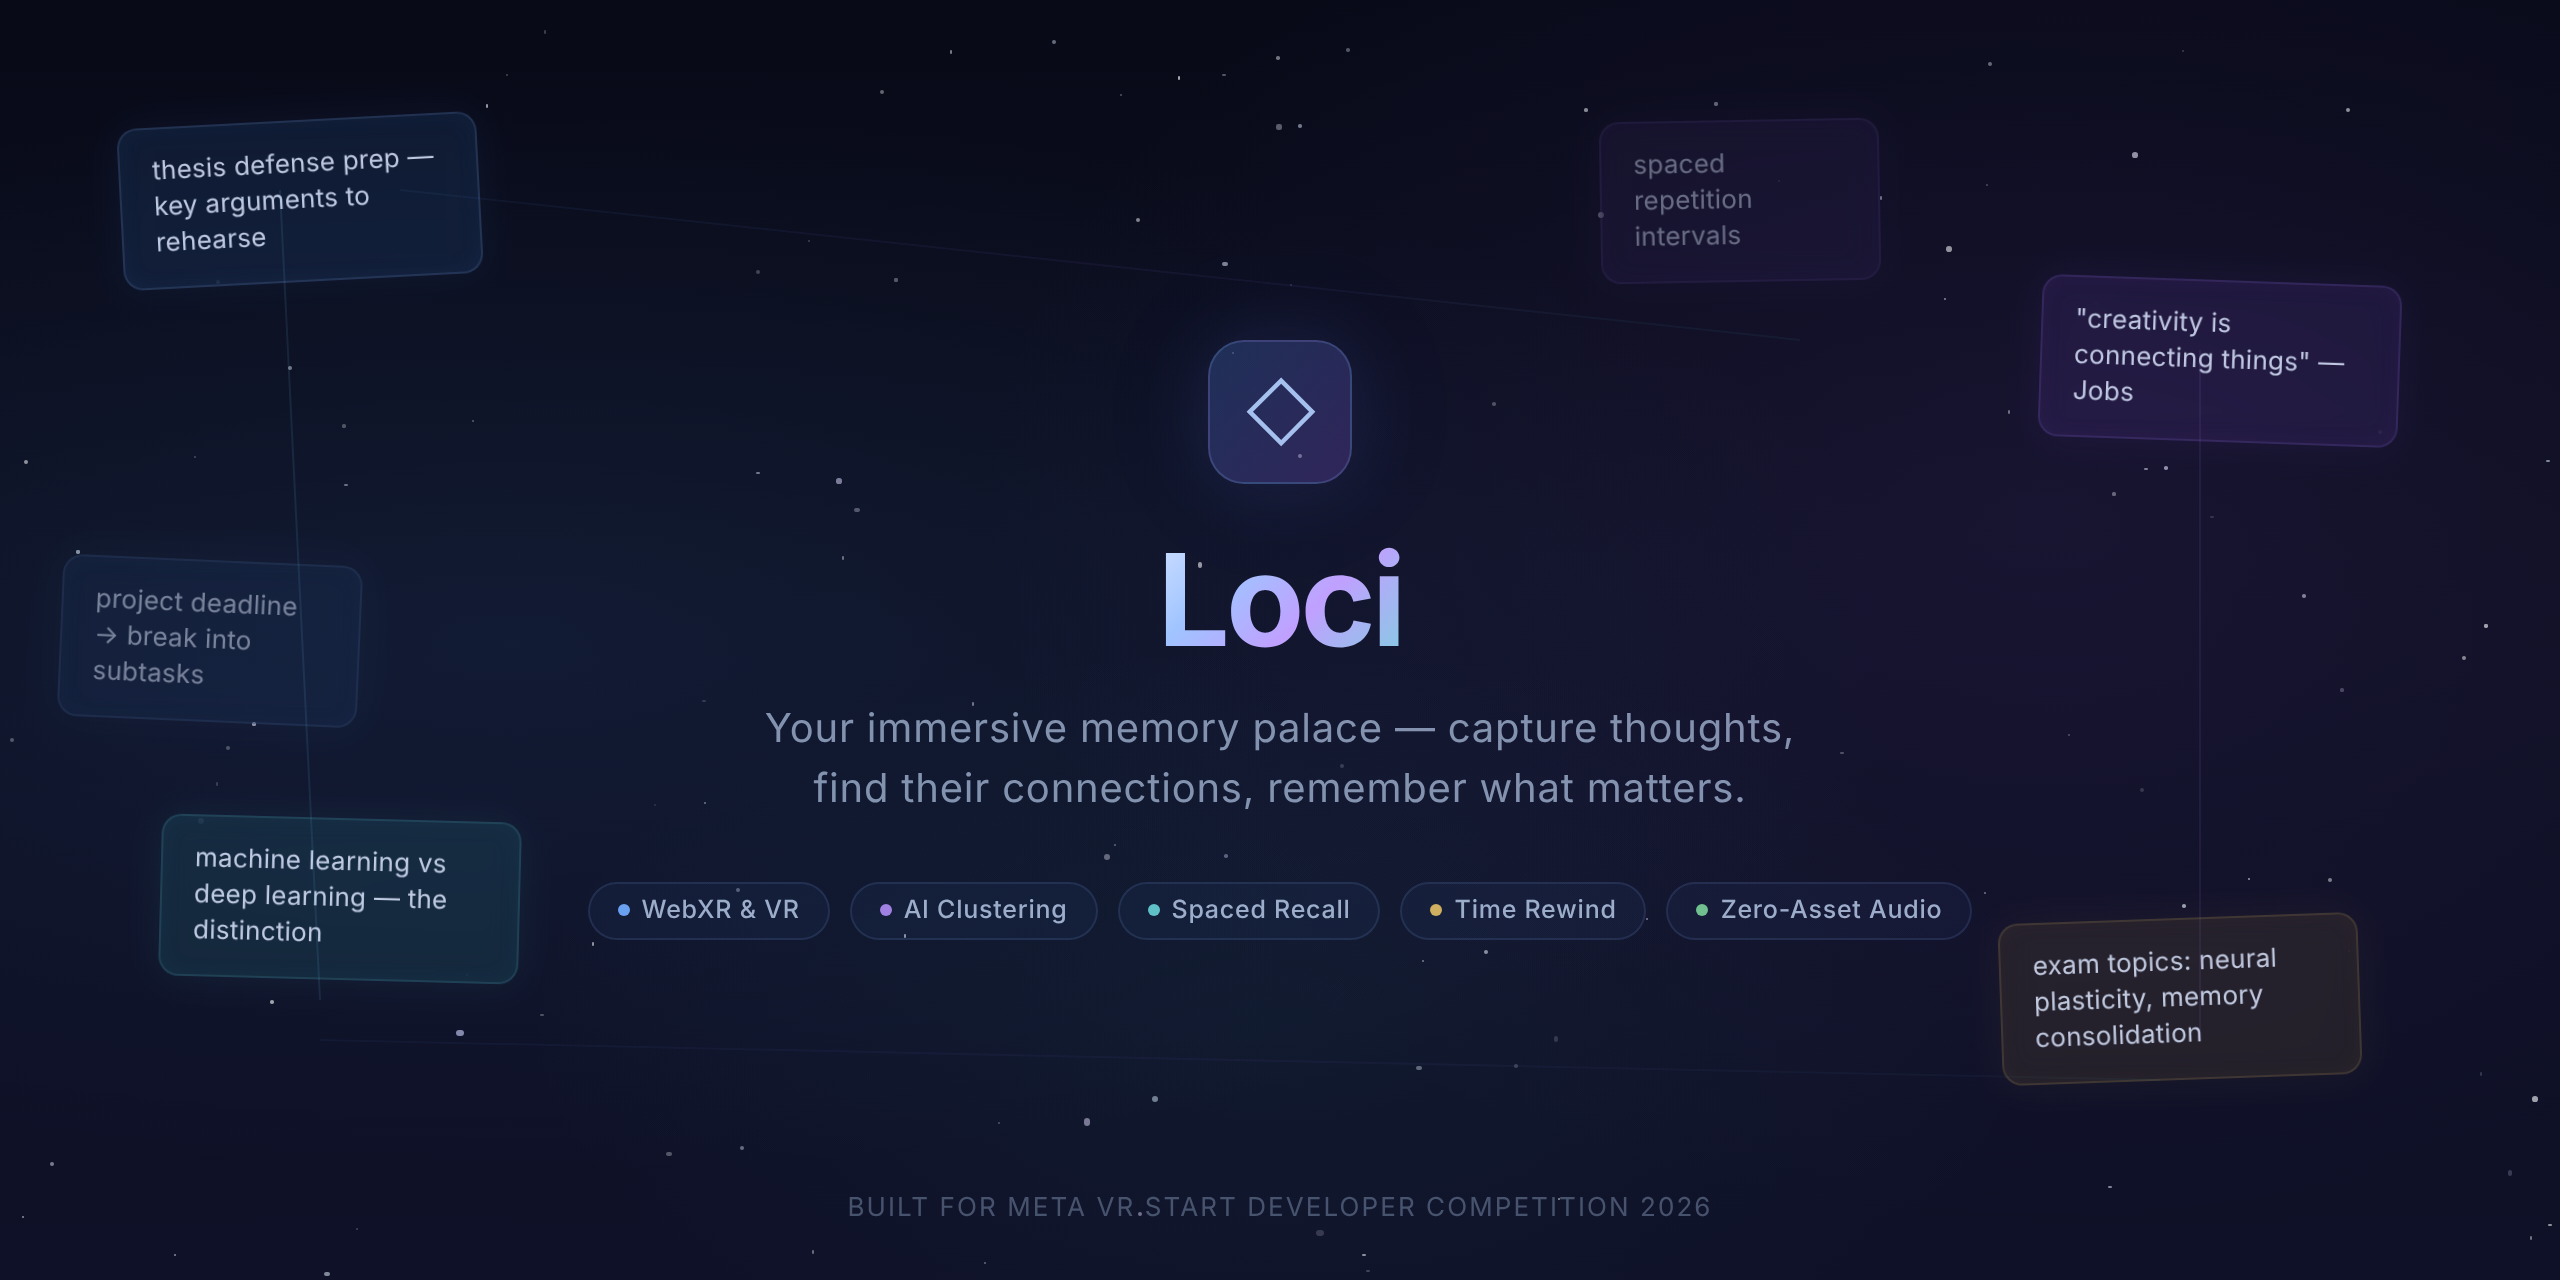 thesis defense prep —
key arguments to
rehearse
spaced
repetition
intervals
"creativity is
connecting things" —
Jobs
project deadline
→ break into
subtasks
Loci
Your immersive memory palace — capture thoughts,
find their connections, remember what matters.
machine learning vs
deep learning — the
distinction
WebXR & VR
AI Clustering
Spaced Recall
Time Rewind
Zero-Asset Audio
exam topics: neural
plasticity, memory
consolidation
BUILT FOR META VR START DEVELOPER COMPETITION 2026